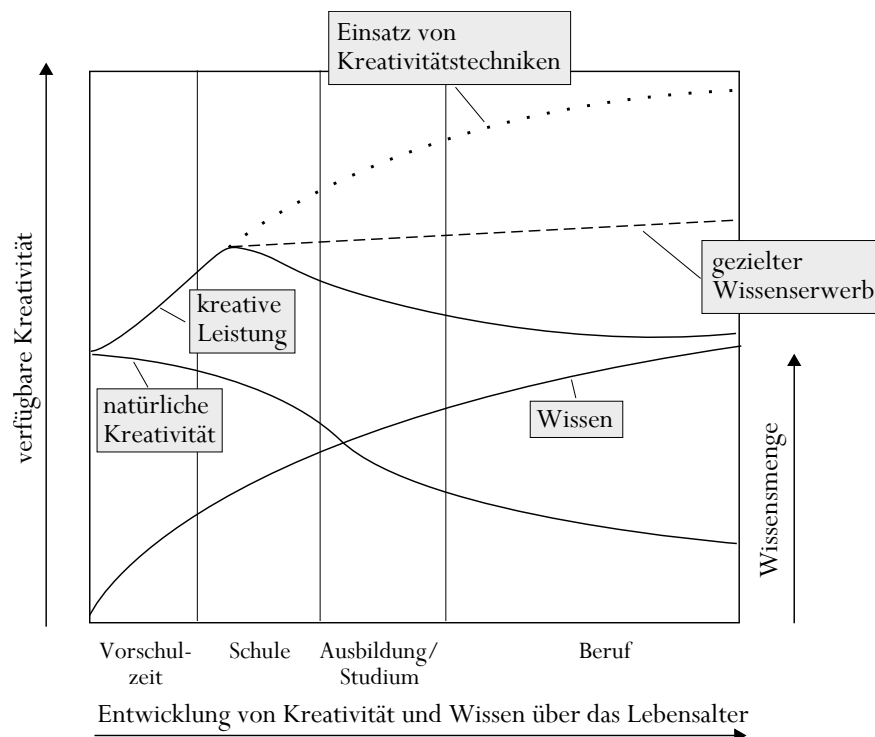 Einsatz von
Kreativitätstechniken
verfügbare Kreativität
gezielter
Wissenserwerb
kreative
Leistung
natürliche
Kreativität
Wissen
Wissensmenge
Vorschul-
zeit
Schule
Ausbildung/
Studium
Beruf
Entwicklung von Kreativität und Wissen über das Lebensalter